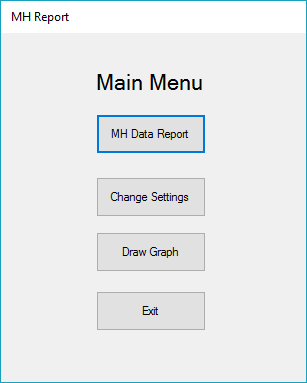 MH Report
Main Menu
MH Data Report
Change Settings
Draw Graph
Exit